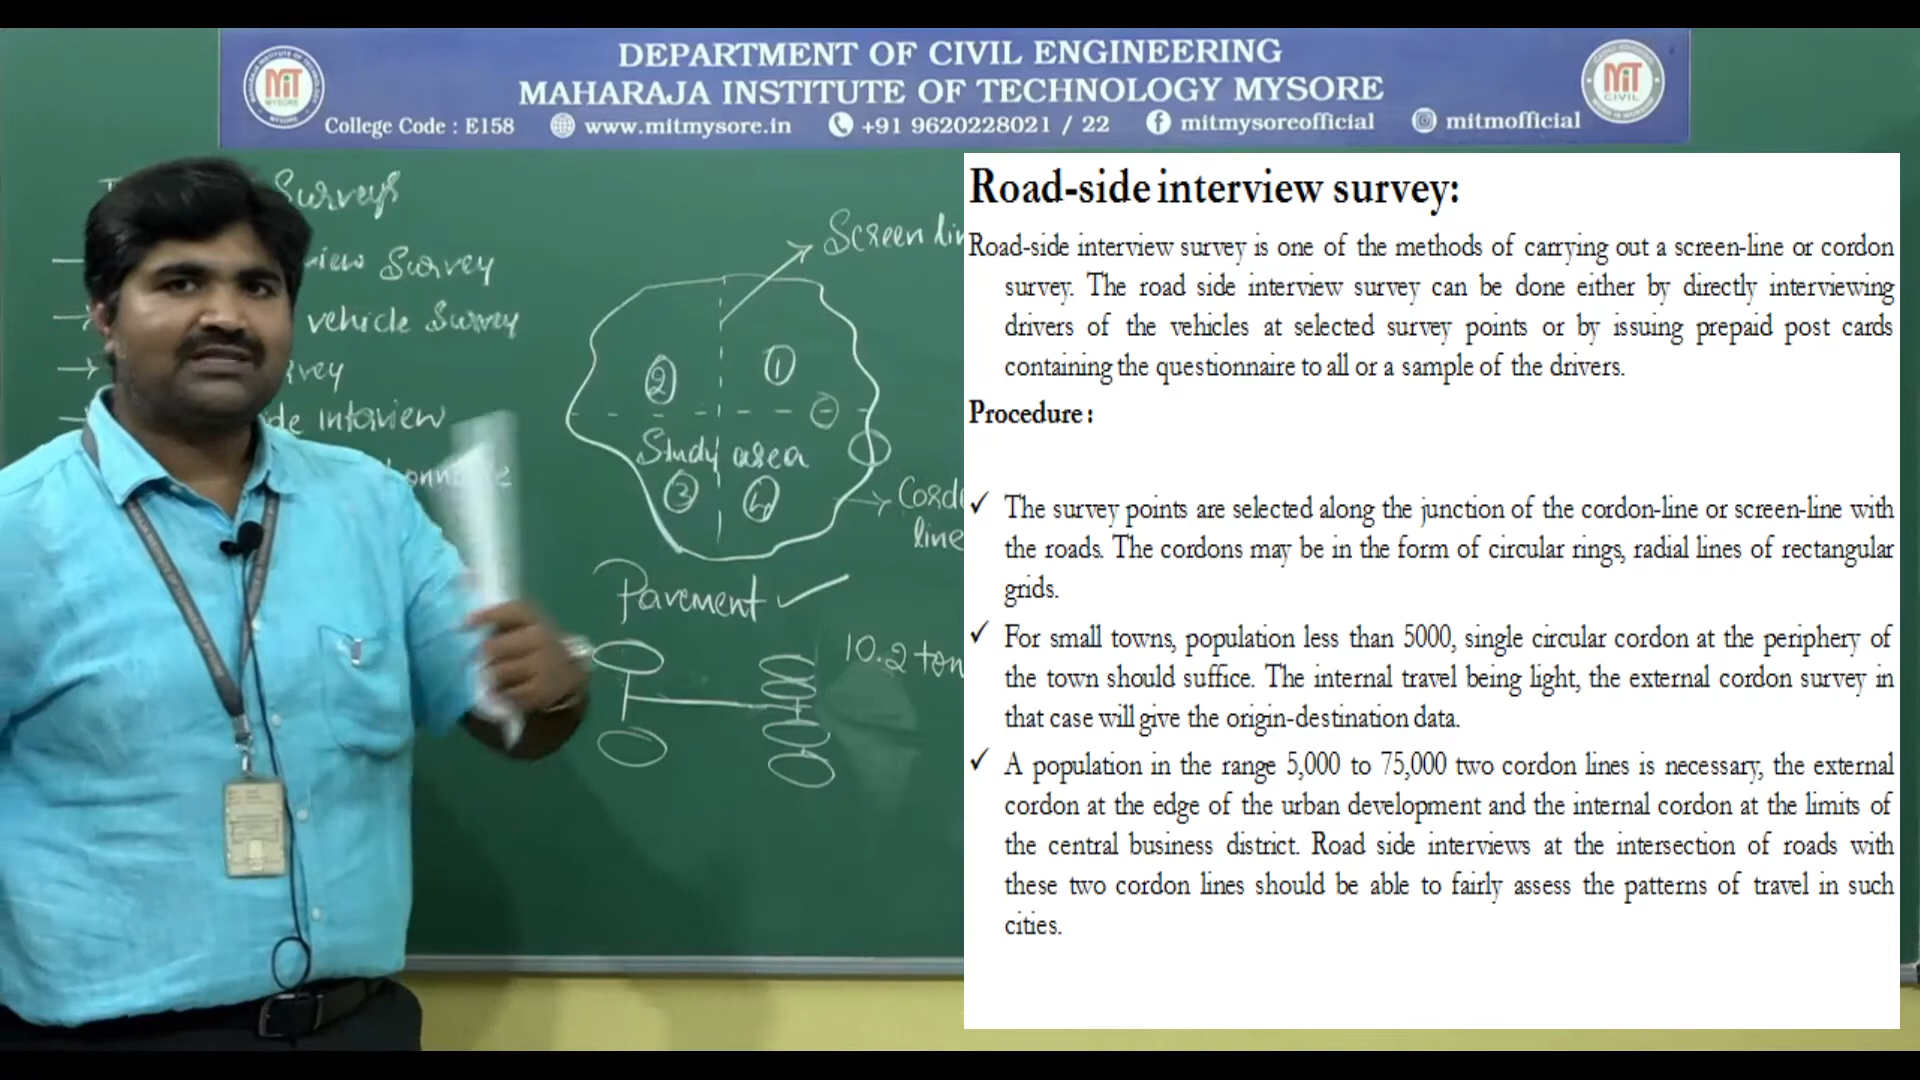 DEPARTMENT OF CIVIL ENGINEERING
MAHARAJA INSTITUTE OF TECHNOLOGY MYSORE
College Code : E158 www.mitmysore.in +91 9620228021 / 22 mitmysoreofficial mitmofficial
MIT
MYSORE
MIT
CIVIL
Surveys
Survey
vehicle Survey
Interview
Screen
2
1
Study area
3
4
Pavement
10.2
Road-side interview survey:
Road-side interview survey is one of the methods of carrying out a screen-line or cordon
survey. The road side interview survey can be done either by directly interviewing
drivers of the vehicles at selected survey points or by issuing prepaid post cards
containing the questionnaire to all or a sample of the drivers.
Procedure :
✓ The survey points are selected along the junction of the cordon-line or screen-line with
the roads. The cordons may be in the form of circular rings, radial lines of rectangular
grids.
✓ For small towns, population less than 5000, single circular cordon at the periphery of
the town should suffice. The internal travel being light, the external cordon survey in
that case will give the origin-destination data.
✓ A population in the range 5,000 to 75,000 two cordon lines is necessary, the external
cordon at the edge of the urban development and the internal cordon at the limits of
the central business district. Road side interviews at the intersection of roads with
these two cordon lines should be able to fairly assess the patterns of travel in such
cities.